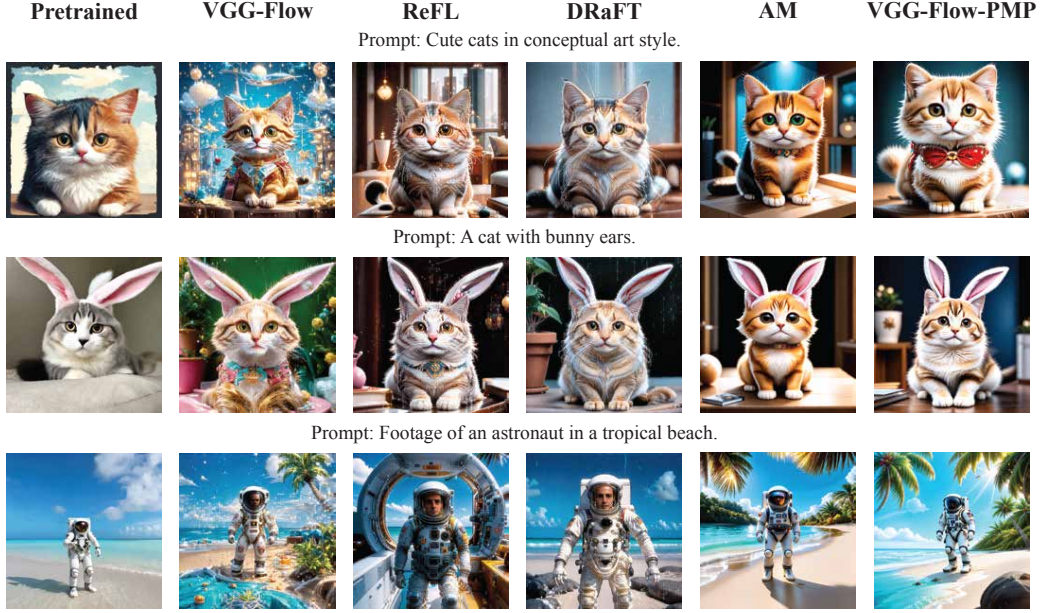 Pretrained VGG-Flow ReFL DRaFT AM VGG-Flow-PMP
Prompt: Cute cats in conceptual art style.
Prompt: A cat with bunny ears.
Prompt: Footage of an astronaut in a tropical beach.